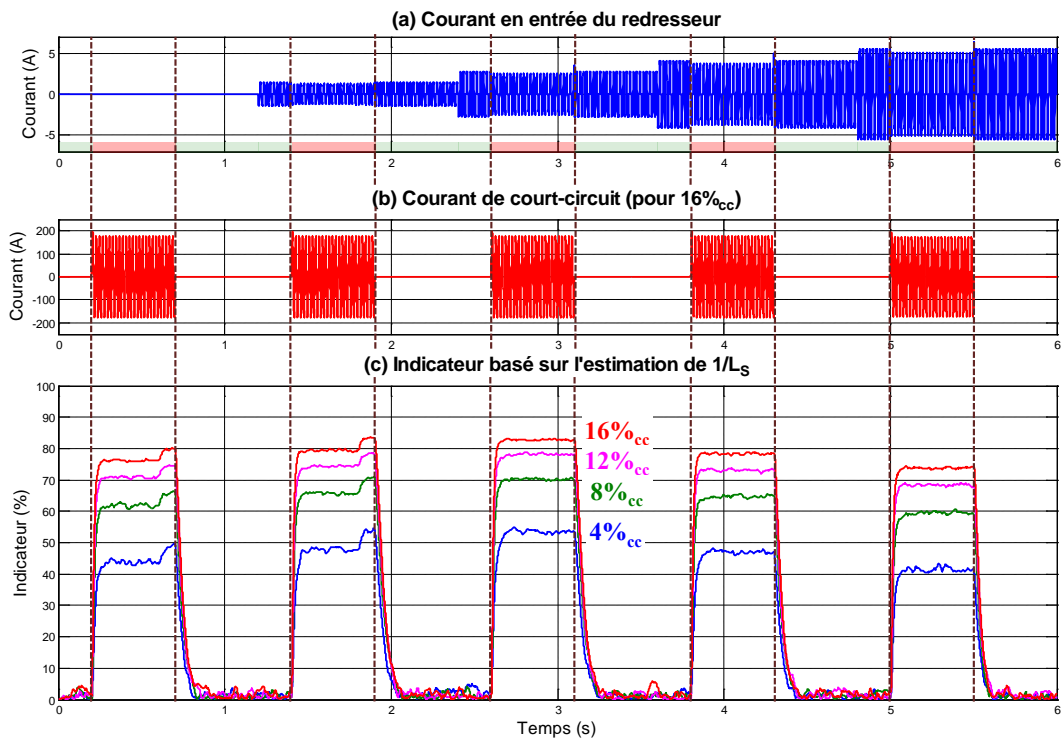 (a) Courant en entrée du redresseur
Courant (A)
5
0
-5
0 1 2 3 4 5 6
(b) Courant de court-circuit (pour 16%cc)
Courant (A)
200
100
0
-100
-200
0 1 2 3 4 5 6
(c) Indicateur basé sur l'estimation de 1/LS
Indicateur (%)
100
90
80
70
60
50
40
30
20
10
0
16%cc
12%cc
8%cc
4%cc
0 1 2 3 4 5 6
Temps (s)